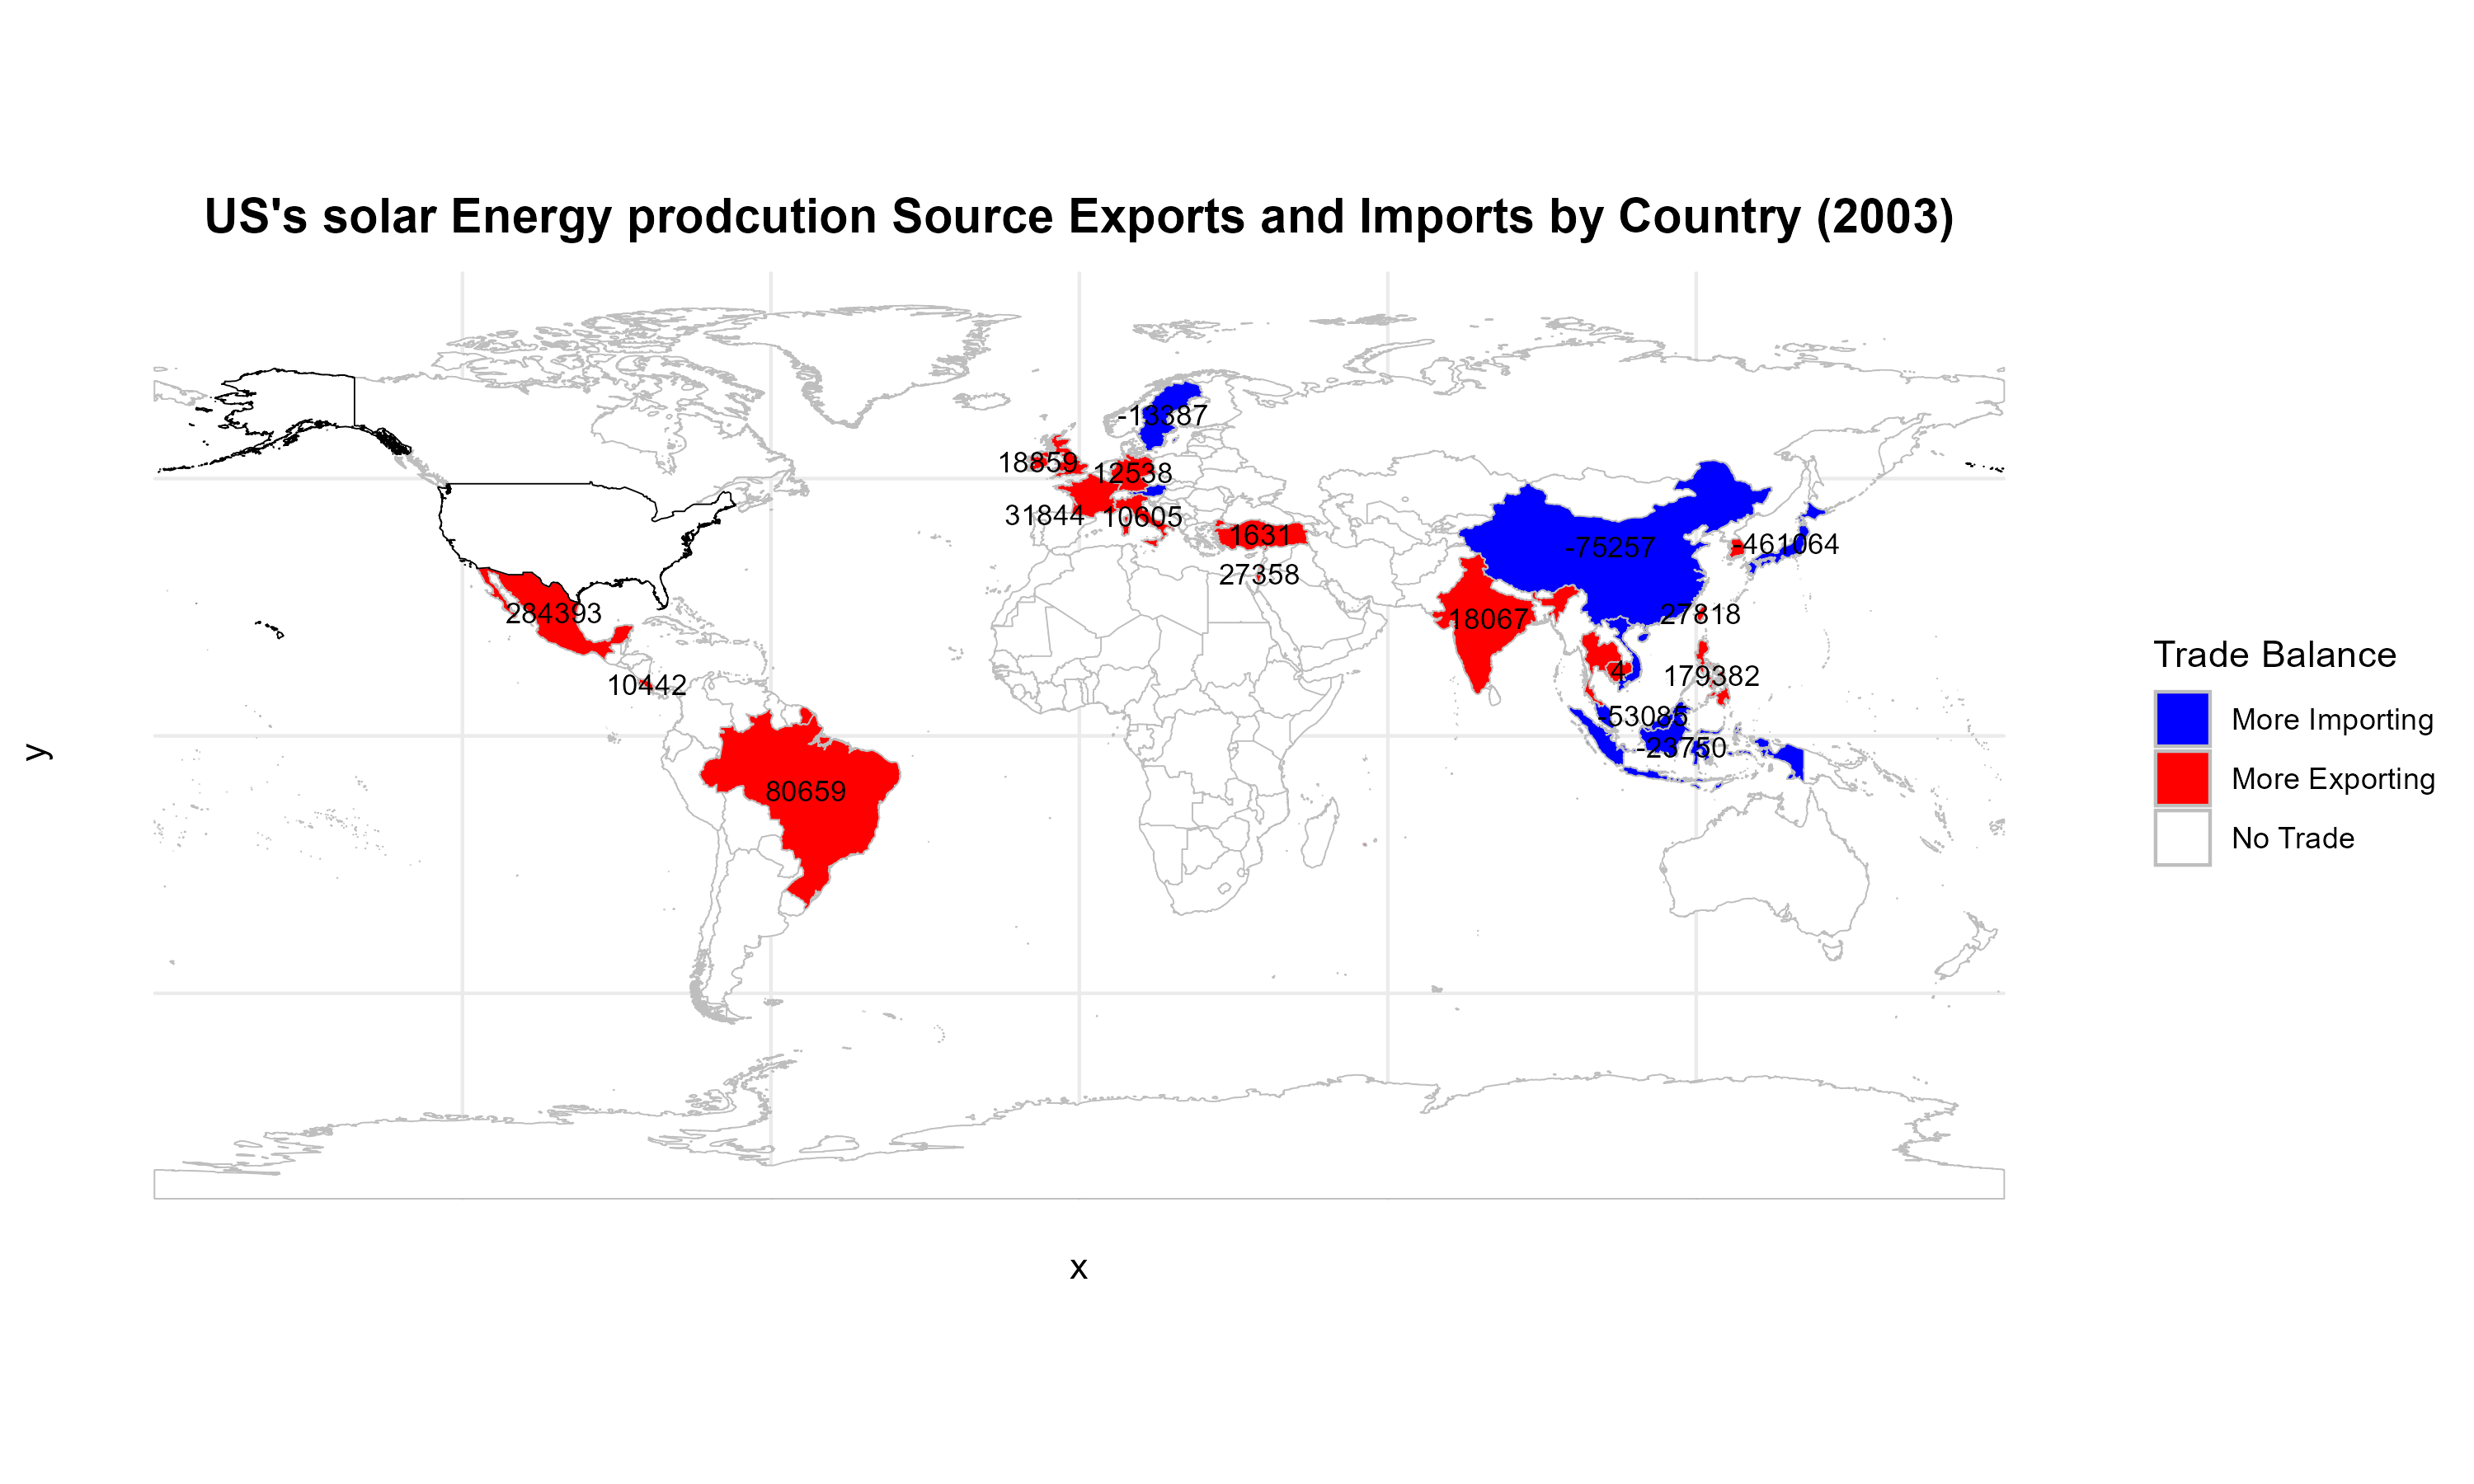 US's solar Energy prodcution Source Exports and Imports by Country (2003)
-13387
18859
12538
31844
10605
1631
-75257
-461064
27358
284393
18067
27818
4
179382
10442
-53085
-23750
80659
Trade Balance
More Importing
More Exporting
No Trade
y
x